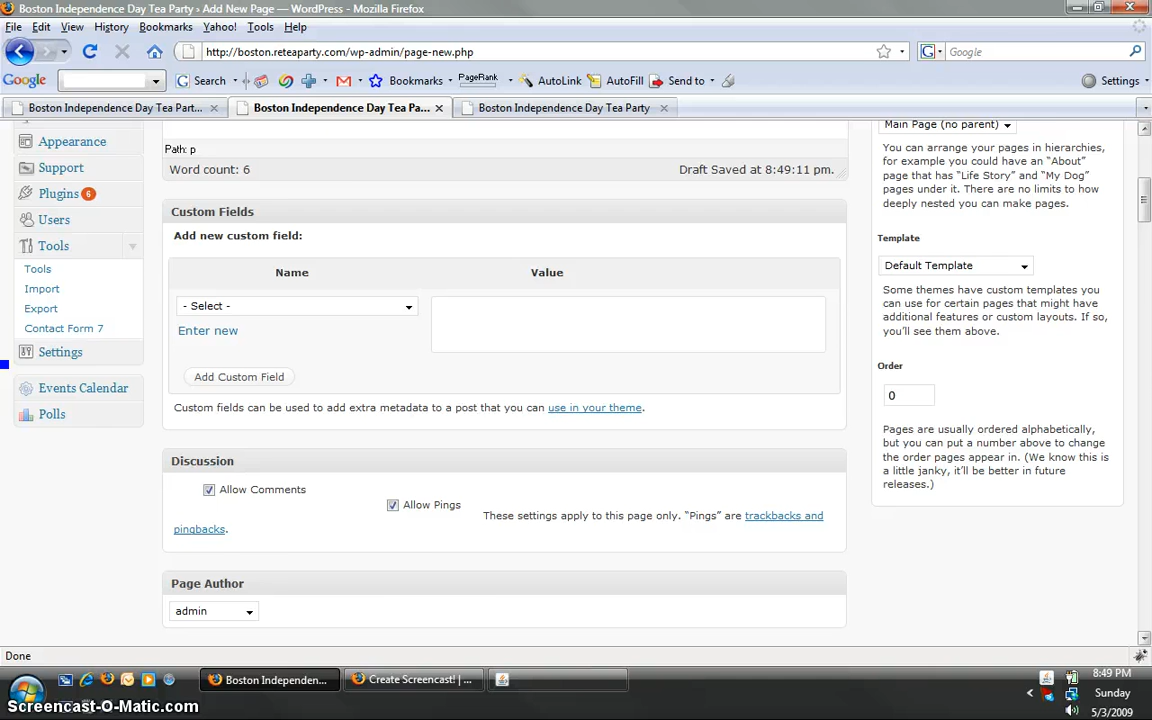 Boston Independence Day Tea Party › Add New Page — WordPress - Mozilla Firefox
File Edit View History Bookmarks Yahoo! Tools Help
http://boston.reteaparty.com/wp-admin/page-new.php
Google
Google Search Bookmarks PageRank AutoLink AutoFill Send to Settings
Boston Independence Day Tea Part...
Boston Independence Day Tea Pa...
Boston Independence Day Tea Party
Appearance
Support
Plugins 6
Users
Tools
Tools
Import
Export
Contact Form 7
Settings
Events Calendar
Polls
Path: p
Word count: 6 Draft Saved at 8:49:11 pm.
Custom Fields
Add new custom field:
Name Value
- Select -
Enter new
Add Custom Field
Custom fields can be used to add extra metadata to a post that you can use in your theme.
Discussion
Allow Comments
Allow Pings
These settings apply to this page only. “Pings” are trackbacks and
pingbacks.
Page Author
admin
Main Page (no parent)
You can arrange your pages in hierarchies,
for example you could have an “About”
page that has “Life Story” and “My Dog”
pages under it. There are no limits to how
deeply nested you can make pages.
Template
Default Template
Some themes have custom templates you
can use for certain pages that might have
additional features or custom layouts. If so,
you’ll see them above.
Order
0
Pages are usually ordered alphabetically,
but you can put a number above to change
the order pages appear in. (We know this is
a little janky, it’ll be better in future
releases.)
Done
Boston Independen...
Create Screencast! | ...
8:49 PM
Sunday
5/3/2009
Screencast-O-Matic.com